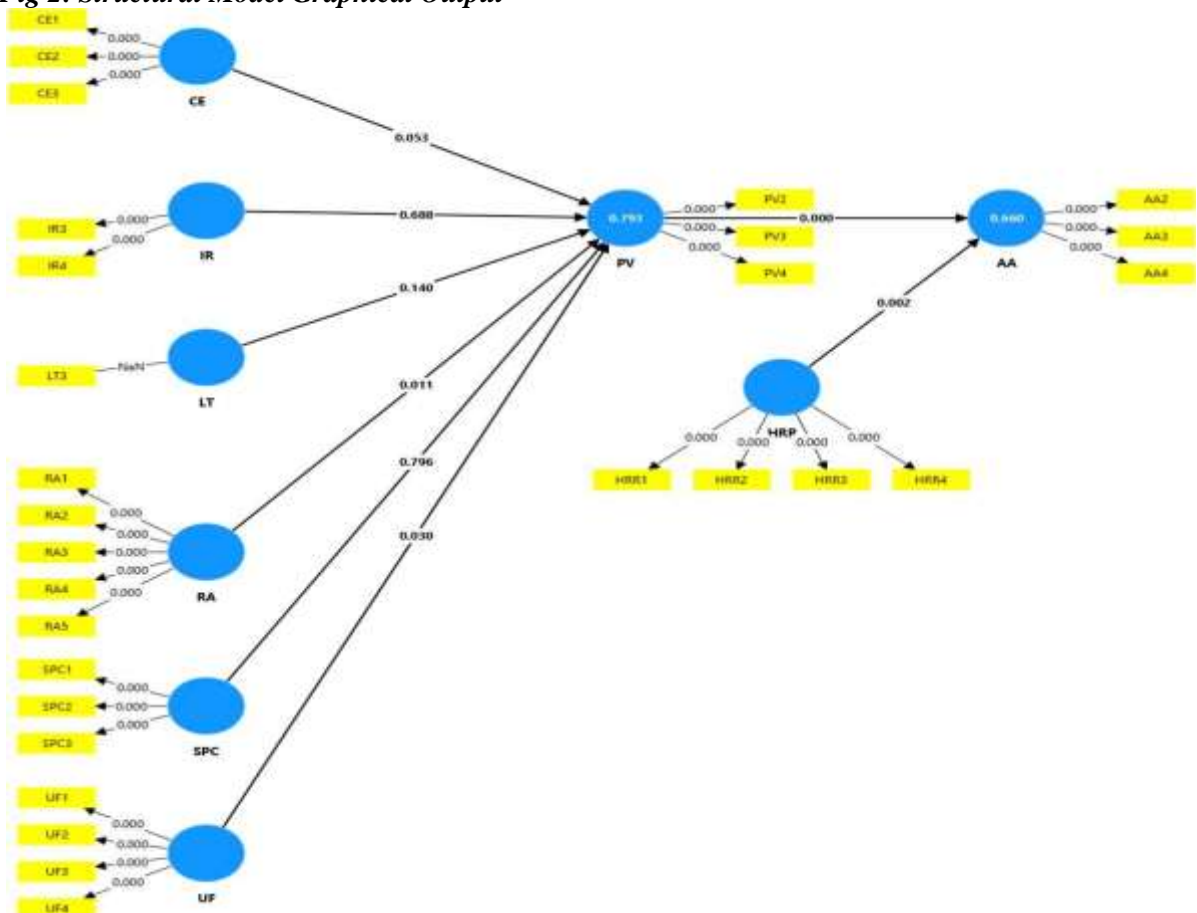 Fig 2: Structural Model Graphical Output
CE1
CE2
CE3
0.000
0.000
0.000
CE
0.053
IR3
IR4
0.000
0.000
IR
0.688
LT3
NaN
LT
0.140
RA1
RA2
RA3
RA4
RA5
0.000
0.000
0.000
0.000
0.000
RA
0.011
SPC1
SPC2
SPC3
0.000
0.000
0.000
SPC
0.796
UF1
UF2
UF3
UF4
0.000
0.000
0.000
0.000
UF
0.030
0.793
PV
0.000
0.000
0.000
PV2
PV3
PV4
0.000
0.660
AA
0.000
0.000
0.000
AA2
AA3
AA4
0.002
HRP
0.000
0.000
0.000
0.000
HRR1
HRR2
HRR3
HRR4